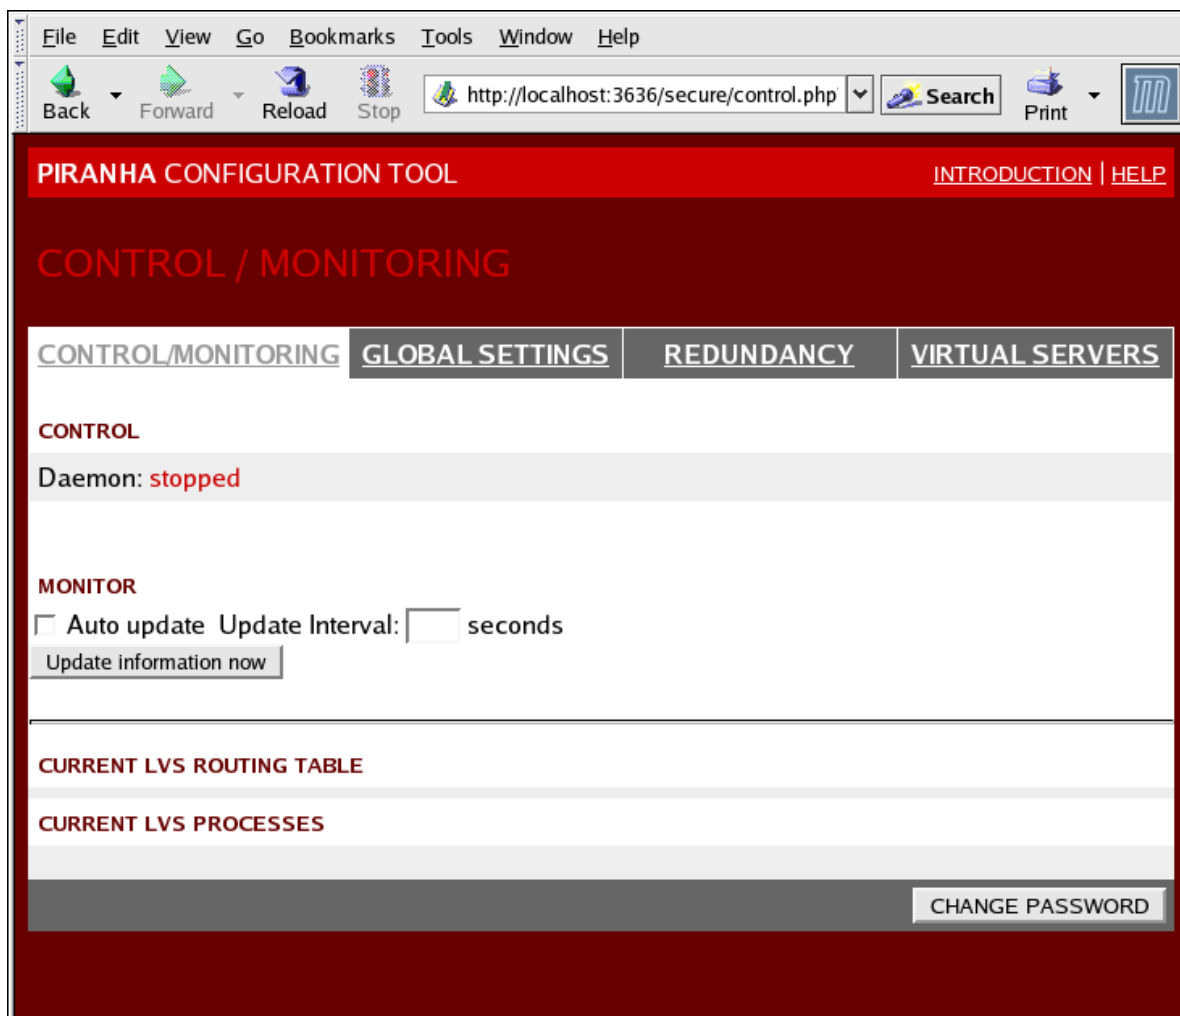 File Edit View Go Bookmarks Tools Window Help
Back Forward Reload Stop http://localhost:3636/secure/control.php Search Print
PIRANHA CONFIGURATION TOOL INTRODUCTION | HELP
CONTROL / MONITORING
CONTROL/MONITORING GLOBAL SETTINGS REDUNDANCY VIRTUAL SERVERS
CONTROL
Daemon: stopped
MONITOR
Auto update Update Interval: seconds
Update information now
CURRENT LVS ROUTING TABLE
CURRENT LVS PROCESSES
CHANGE PASSWORD